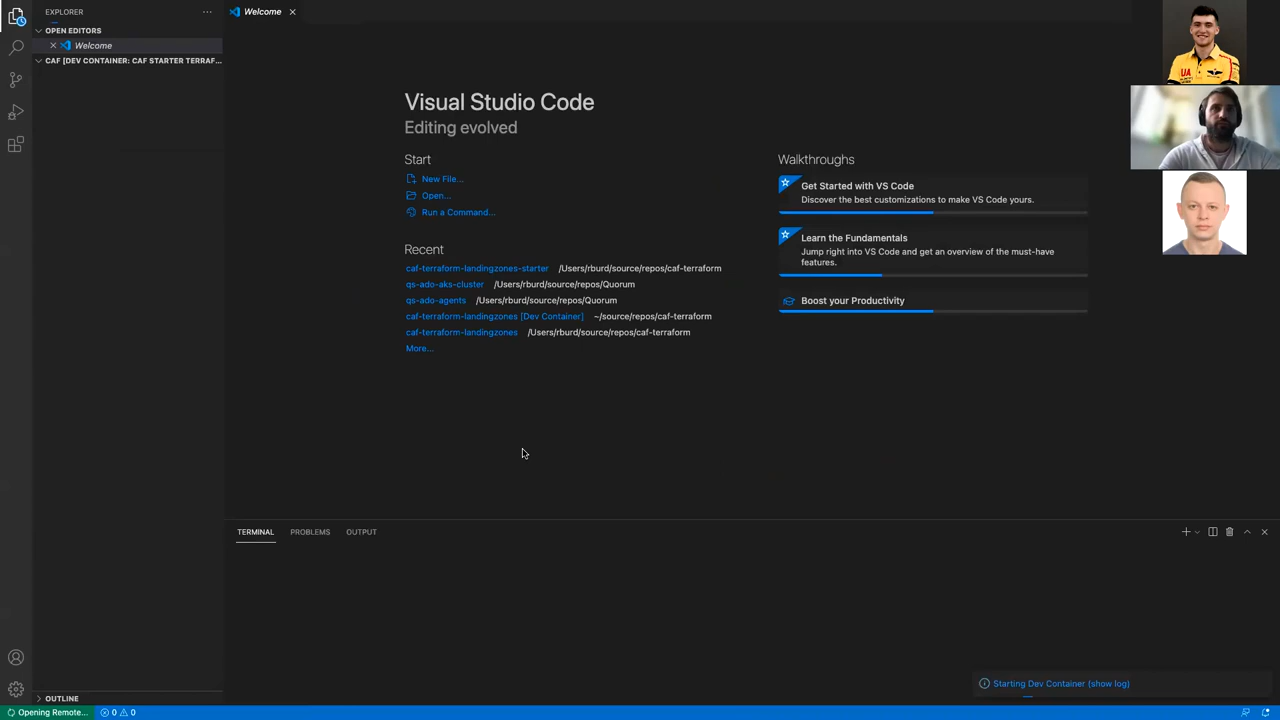 EXPLORER
Welcome
OPEN EDITORS
Welcome
CAF [DEV CONTAINER: CAF STARTER TERRAF...
Visual Studio Code
Editing evolved
Start
New File...
Open...
Run a Command...
Recent
caf-terraform-landingzones-starter /Users/rburd/source/repos/caf-terraform
qs-ado-aks-cluster /Users/rburd/source/repos/Quorum
qs-ado-agents /Users/rburd/source/repos/Quorum
caf-terraform-landingzones [Dev Container] ~/source/repos/caf-terraform
caf-terraform-landingzones /Users/rburd/source/repos/caf-terraform
More...
Walkthroughs
Get Started with VS Code
Discover the best customizations to make VS Code yours.
Learn the Fundamentals
Jump right into VS Code and get an overview of the must-have
features.
Boost your Productivity
UA
TERMINAL PROBLEMS OUTPUT
Starting Dev Container (show log)
OUTLINE
Opening Remote... 0 0